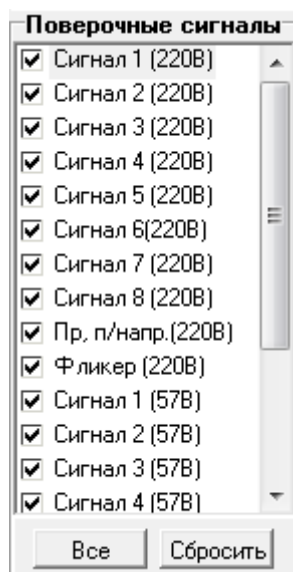 Поверочные сигналы
Сигнал 1 (220В)
Сигнал 2 (220В)
Сигнал 3 (220В)
Сигнал 4 (220В)
Сигнал 5 (220В)
Сигнал 6(220В)
Сигнал 7 (220В)
Сигнал 8 (220В)
Пр, п/напр.(220В)
Фликер (220В)
Сигнал 1 (57В)
Сигнал 2 (57В)
Сигнал 3 (57В)
Сигнал 4 (57В)
Все Сбросить